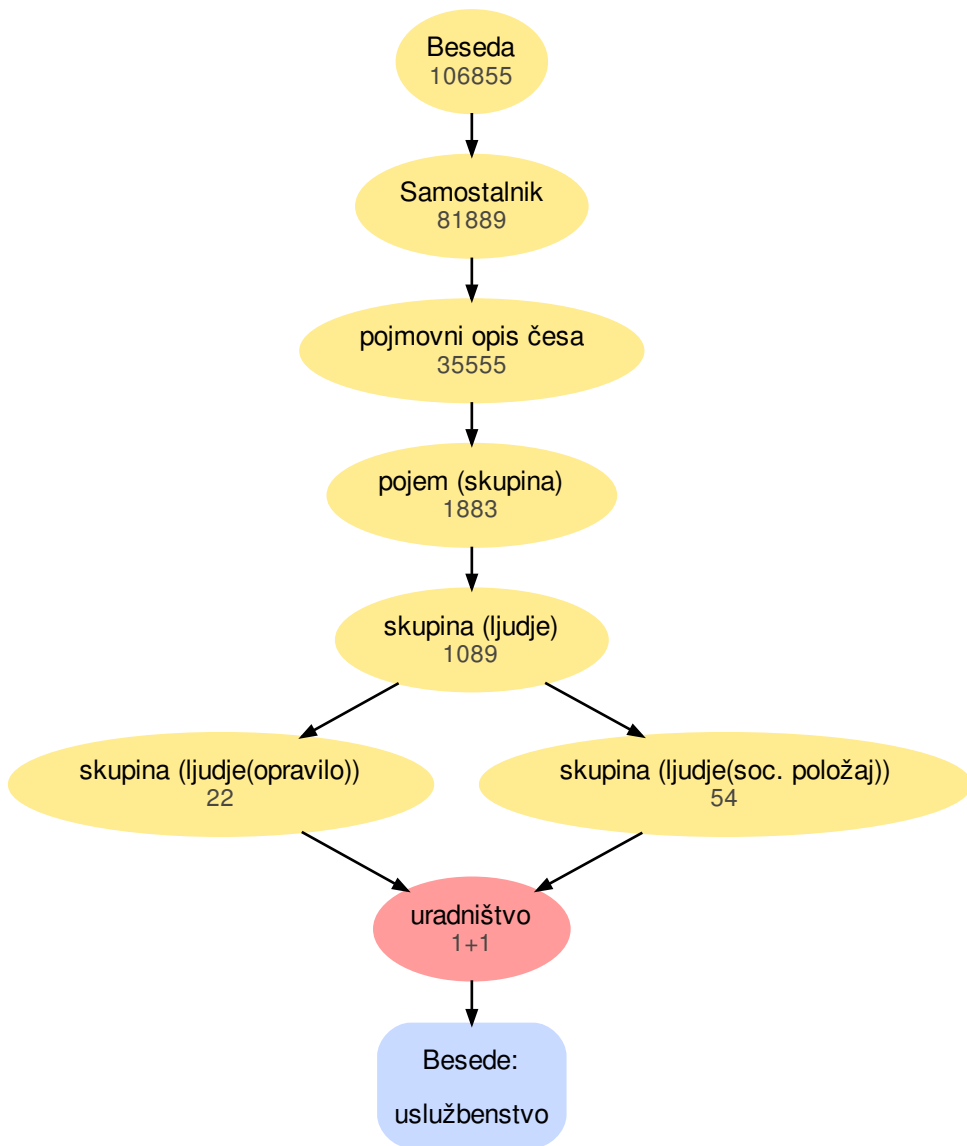 Beseda
106855
Samostalnik
81889
pojmovni opis česa
35555
pojem (skupina)
1883
skupina (ljudje)
1089
skupina (ljudje(opravilo))
22
skupina (ljudje(soc. položaj))
54
uradništvo
1+1
Besede:
uslužbenstvo